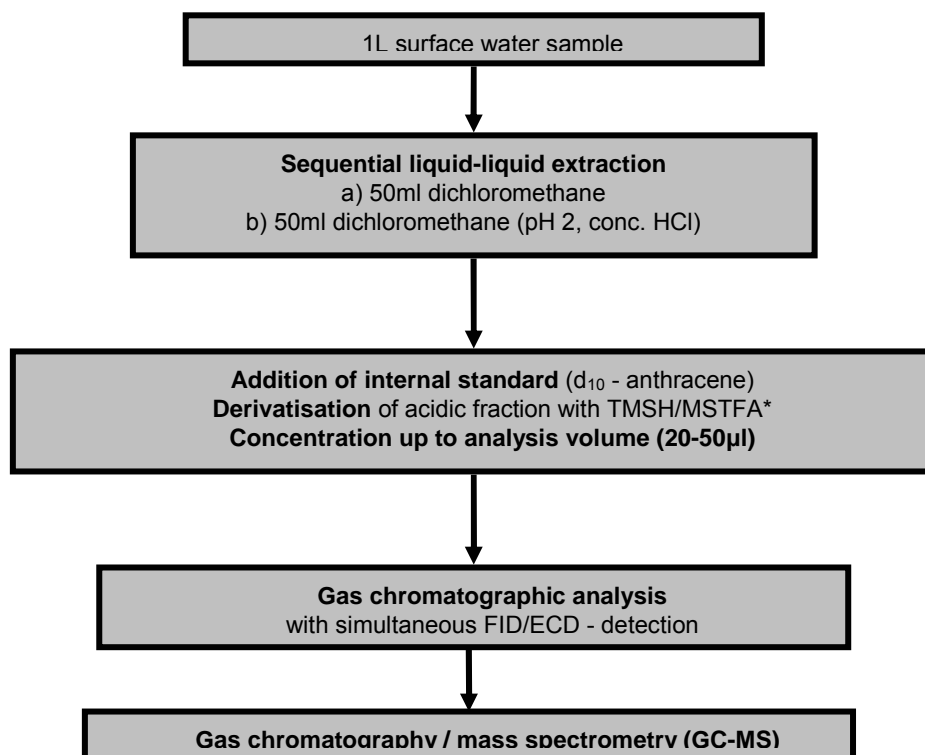 1L surface water sample
Sequential liquid-liquid extraction
a) 50ml dichloromethane
b) 50ml dichloromethane (pH 2, conc. HCl)
Addition of internal standard (d₁₀ - anthracene)
Derivatisation of acidic fraction with TMSH/MSTFA*
Concentration up to analysis volume (20-50µl)
Gas chromatographic analysis
with simultaneous FID/ECD - detection
Gas chromatography / mass spectrometry (GC-MS)